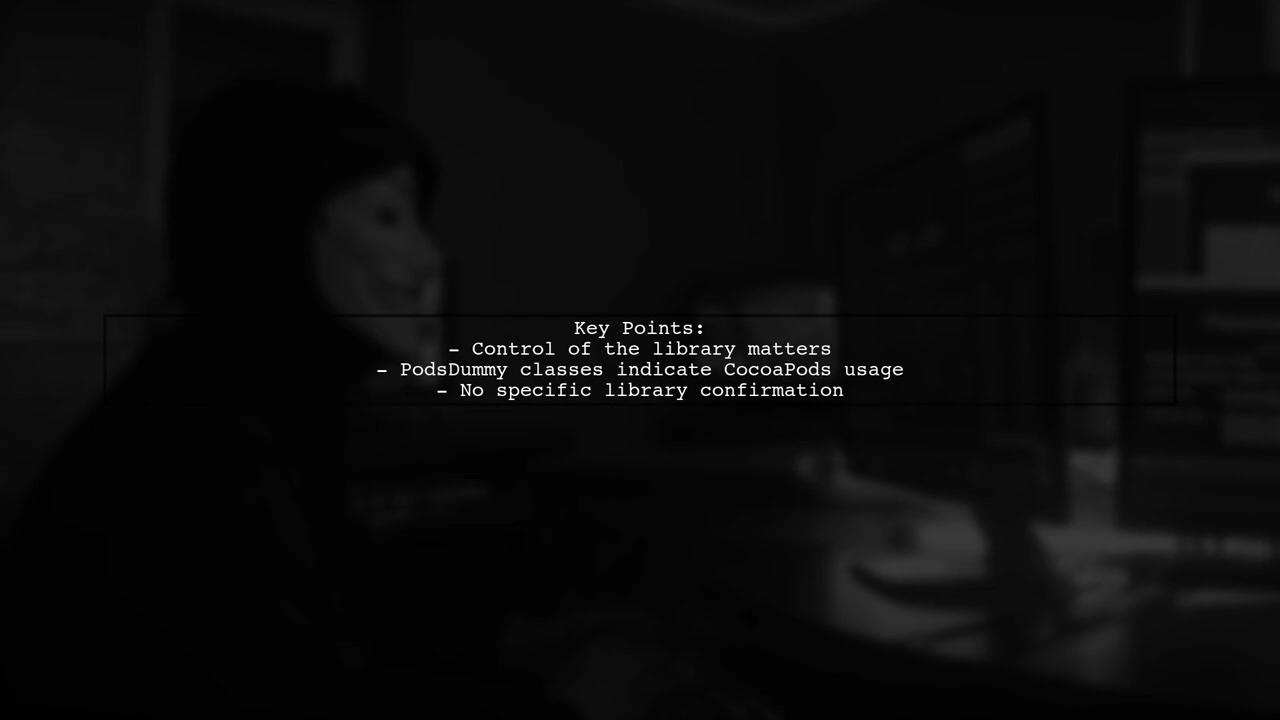 Key Points:
- Control of the library matters
- PodsDummy classes indicate CocoaPods usage
- No specific library confirmation